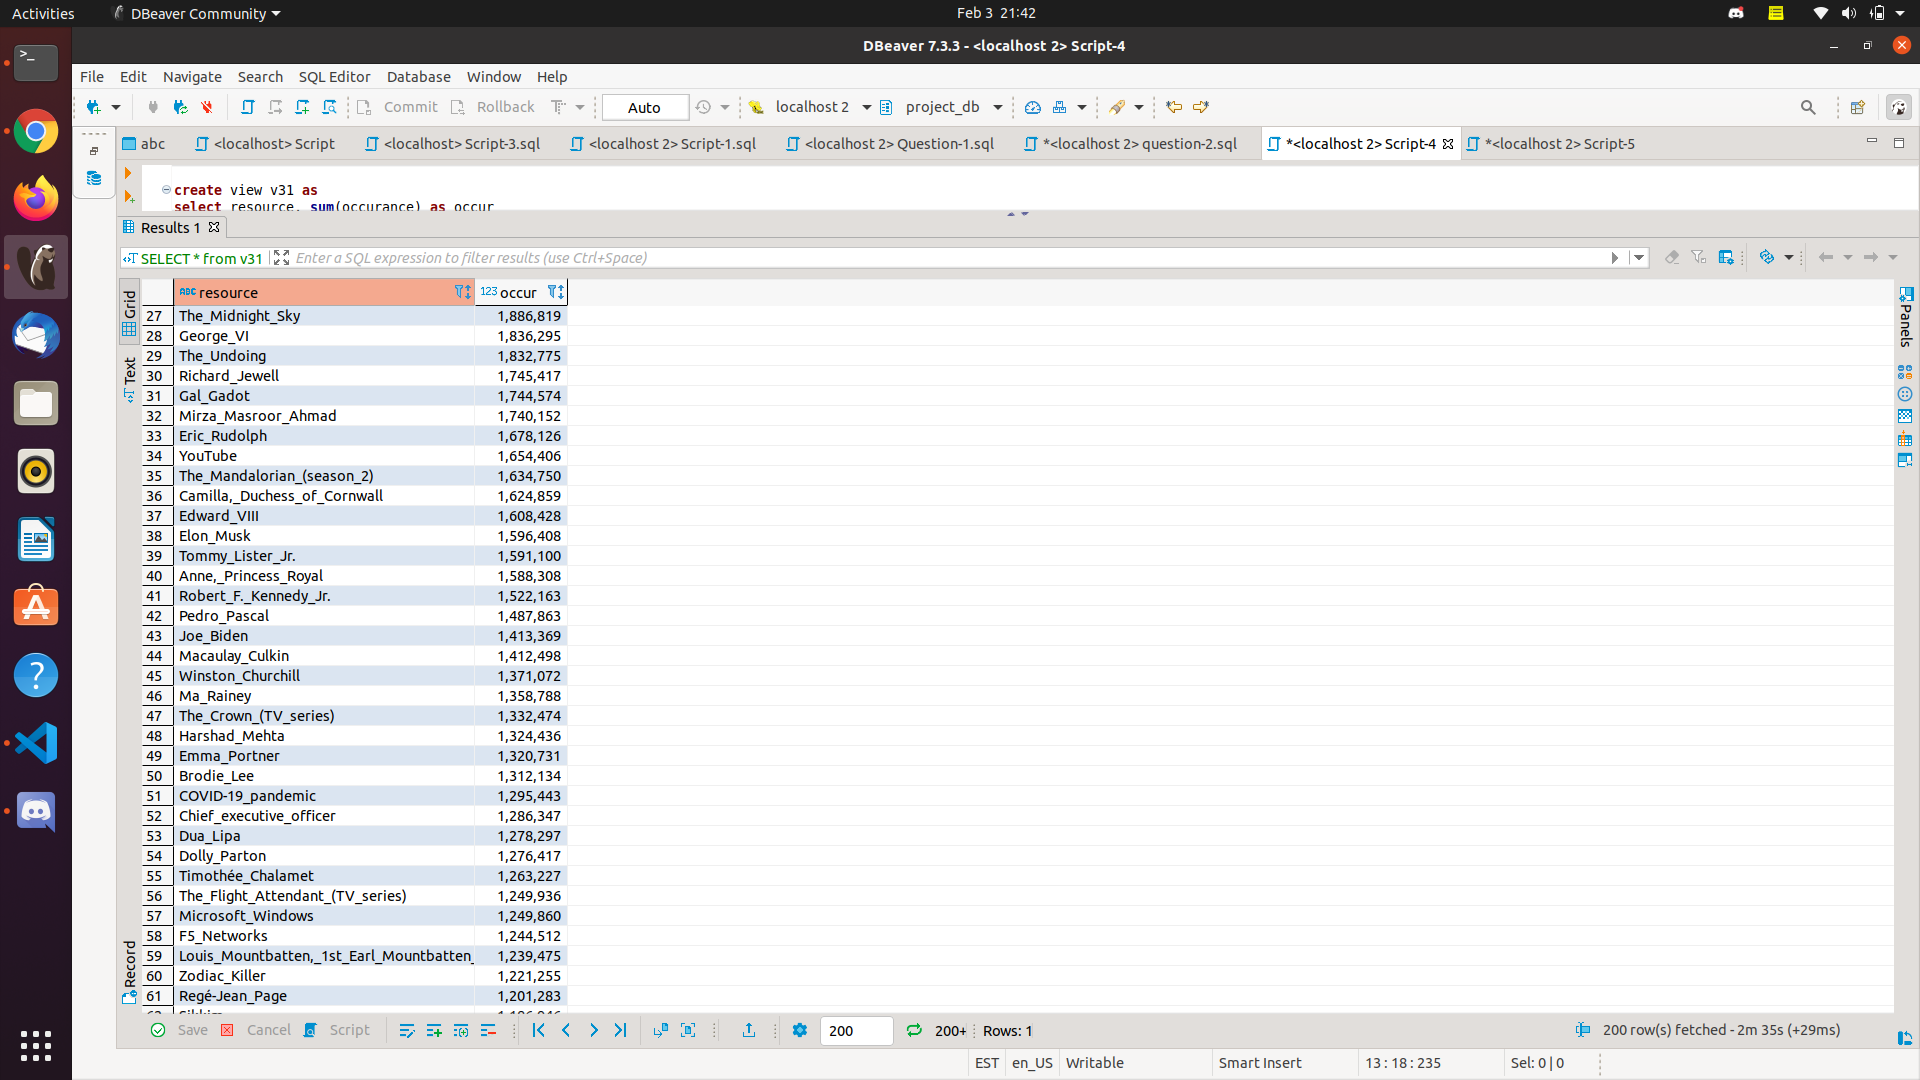 Activities DBeaver Community Feb 3 21:42
DBeaver 7.3.3 - <localhost 2> Script-4
File Edit Navigate Search SQL Editor Database Window Help
Commit Rollback Auto localhost 2 project_db
abc <localhost> Script <localhost> Script-3.sql <localhost 2> Script-1.sql <localhost 2> Question-1.sql *<localhost 2> question-2.sql *<localhost 2> Script-4 *<localhost 2> Script-5
create view v31 as
select resource, sum(occurance) as occur
Results 1
SELECT * from v31 Enter a SQL expression to filter results (use Ctrl+Space)
Grid
Text
Record
Panels
ABC resource 123 occur
27 The_Midnight_Sky 1,886,819
28 George_VI 1,836,295
29 The_Undoing 1,832,775
30 Richard_Jewell 1,745,417
31 Gal_Gadot 1,744,574
32 Mirza_Masroor_Ahmad 1,740,152
33 Eric_Rudolph 1,678,126
34 YouTube 1,654,406
35 The_Mandalorian_(season_2) 1,634,750
36 Camilla,_Duchess_of_Cornwall 1,624,859
37 Edward_VIII 1,608,428
38 Elon_Musk 1,596,408
39 Tommy_Lister_Jr. 1,591,100
40 Anne,_Princess_Royal 1,588,308
41 Robert_F._Kennedy_Jr. 1,522,163
42 Pedro_Pascal 1,487,863
43 Joe_Biden 1,413,369
44 Macaulay_Culkin 1,412,498
45 Winston_Churchill 1,371,072
46 Ma_Rainey 1,358,788
47 The_Crown_(TV_series) 1,332,474
48 Harshad_Mehta 1,324,436
49 Emma_Portner 1,320,731
50 Brodie_Lee 1,312,134
51 COVID-19_pandemic 1,295,443
52 Chief_executive_officer 1,286,347
53 Dua_Lipa 1,278,297
54 Dolly_Parton 1,276,417
55 Timothée_Chalamet 1,263,227
56 The_Flight_Attendant_(TV_series) 1,249,936
57 Microsoft_Windows 1,249,860
58 F5_Networks 1,244,512
59 Louis_Mountbatten,_1st_Earl_Mountbatten_ 1,239,475
60 Zodiac_Killer 1,221,255
61 Regé-Jean_Page 1,201,283
Save Cancel Script 200 200+ Rows: 1 200 row(s) fetched - 2m 35s (+29ms)
EST en_US Writable Smart Insert 13 : 18 : 235 Sel: 0 | 0